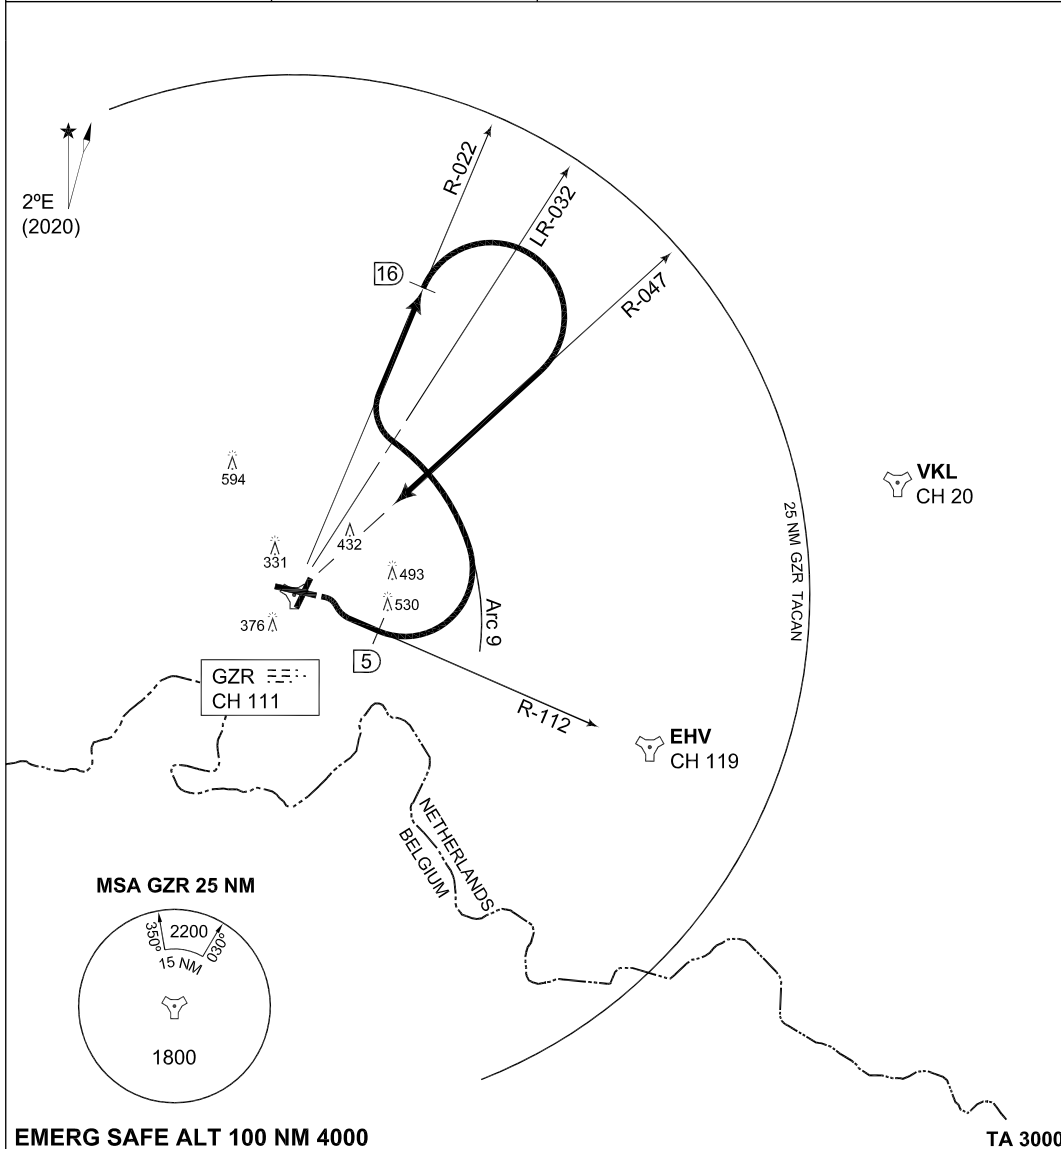 R-022
LR-032
R-047
2ºE
(2020)
16
594
VKL
CH 20
25 NM GZR TACAN
432
331
493
530
376
Arc 9
5
GZR
CH 111
R-112
EHV
CH 119
NETHERLANDS
BELGIUM
MSA GZR 25 NM
350º
2200
030º
15 NM
1800
EMERG SAFE ALT 100 NM 4000
TA 3000